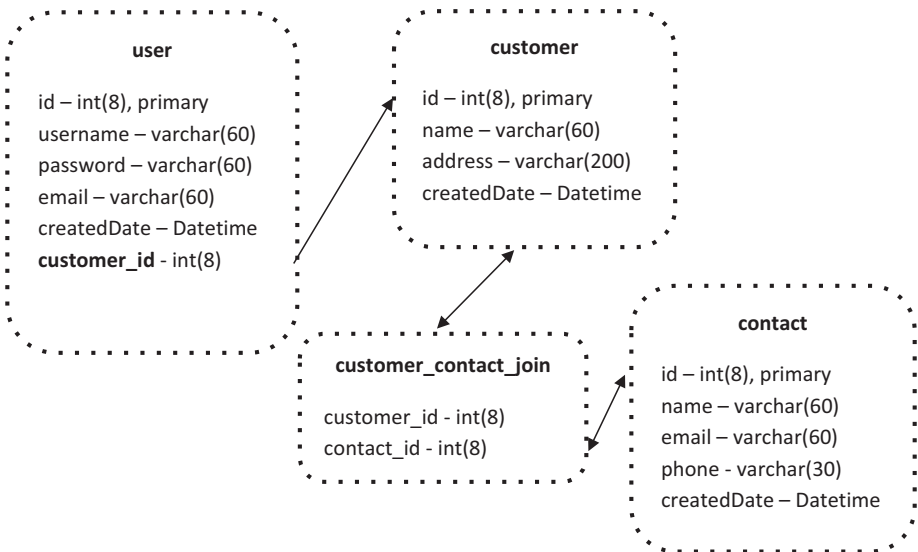 user
id – int(8), primary
username – varchar(60)
password – varchar(60)
email – varchar(60)
createdDate – Datetime
customer_id - int(8)
customer
id – int(8), primary
name – varchar(60)
address – varchar(200)
createdDate – Datetime
customer_contact_join
customer_id - int(8)
contact_id - int(8)
contact
id – int(8), primary
name – varchar(60)
email – varchar(60)
phone - varchar(30)
createdDate – Datetime